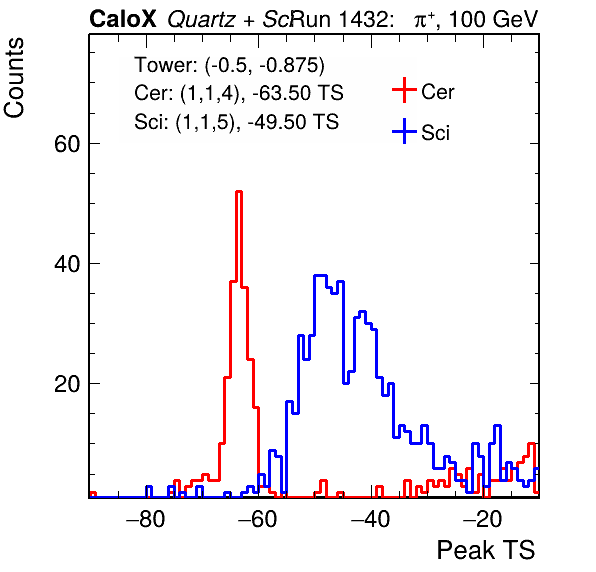 CaloX Quartz + ScRun 1432: π⁺, 100 GeV
Counts
Tower: (-0.5, -0.875)
Cer: (1,1,4), -63.50 TS
Sci: (1,1,5), -49.50 TS
Cer
Sci
60
40
20
−80 −60 −40 −20
Peak TS